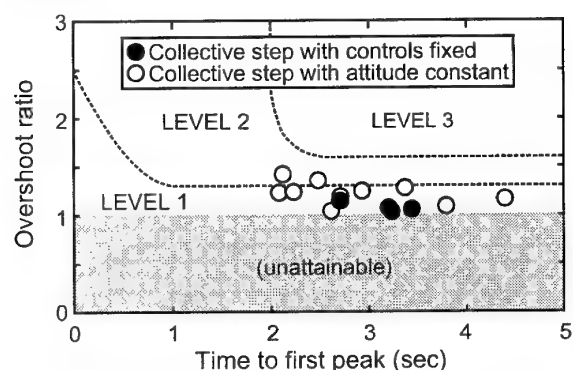 3
Collective step with controls fixed
Collective step with attitude constant
2
LEVEL 2
LEVEL 3
Overshoot ratio
LEVEL 1
1
(unattainable)
0
0 1 2 3 4 5
Time to first peak (sec)